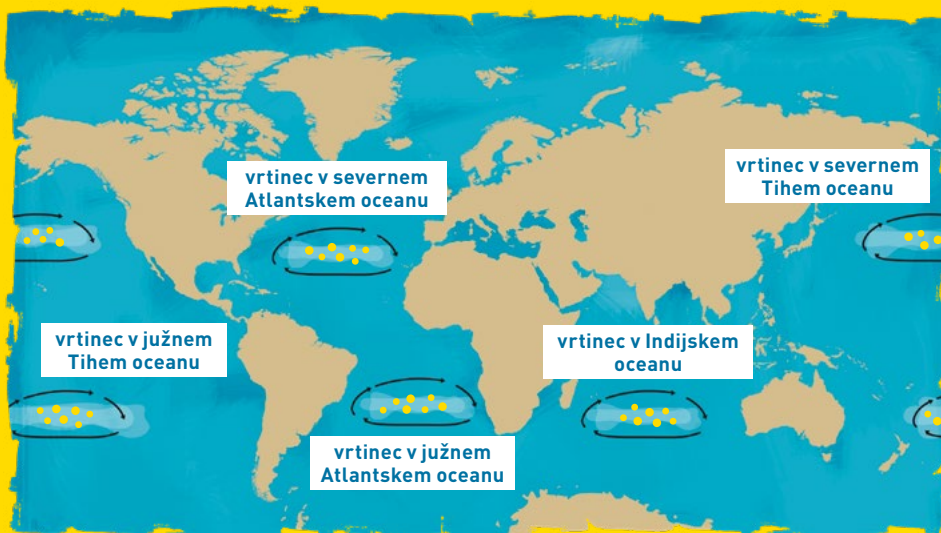 vrtinec v severnem
Atlantskem oceanu
vrtinec v severnem
Tihem oceanu
vrtinec v južnem
Tihem oceanu
vrtinec v Indijskem
oceanu
vrtinec v južnem
Atlantskem oceanu